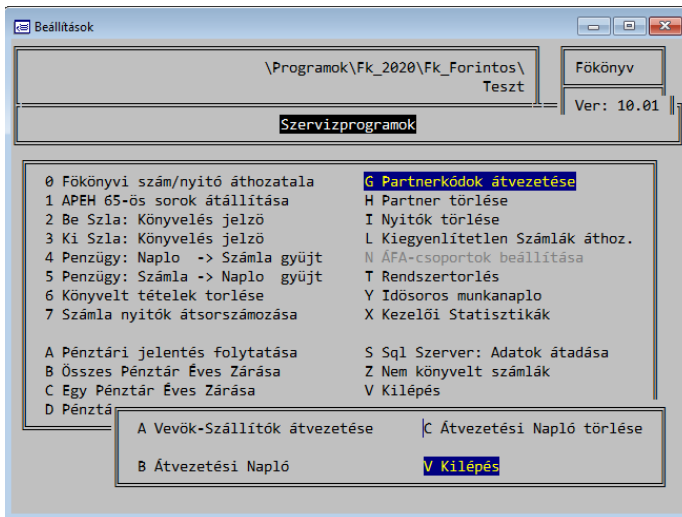 Beállítások
\Programok\Fk_2020\Fk_Forintos\
Teszt
Fökönyv
Ver: 10.01
Szervizprogramok
0 Fökönyvi szám/nyitó áthozatala
1 APEH 65-ös sorok átállítása
2 Be Szla: Könyvelés jelzö
3 Ki Szla: Könyvelés jelzö
4 Penzügy: Naplo -> Számla gyüjt
5 Penzügy: Számla -> Naplo gyüjt
6 Könyvelt tételek torlése
7 Számla nyitók átsorszámozása
A Pénztári jelentés folytatása
B Összes Pénztár Éves Zárása
C Egy Pénztár Éves Zárása
D Pénztá
G Partnerkódok átvezetése
H Partner törlése
I Nyitók törlése
L Kiegyenlítetlen Számlák áthoz.
N ÁFA-csoportok beállítása
T Rendszertorlés
Y Idösoros munkanaplo
X Kezelői Statisztikák
S Sql Szerver: Adatok átadása
Z Nem könyvelt számlák
V Kilépés
A Vevök-Szállítók átvezetése
C Átvezetési Napló törlése
B Átvezetési Napló
V Kilépés